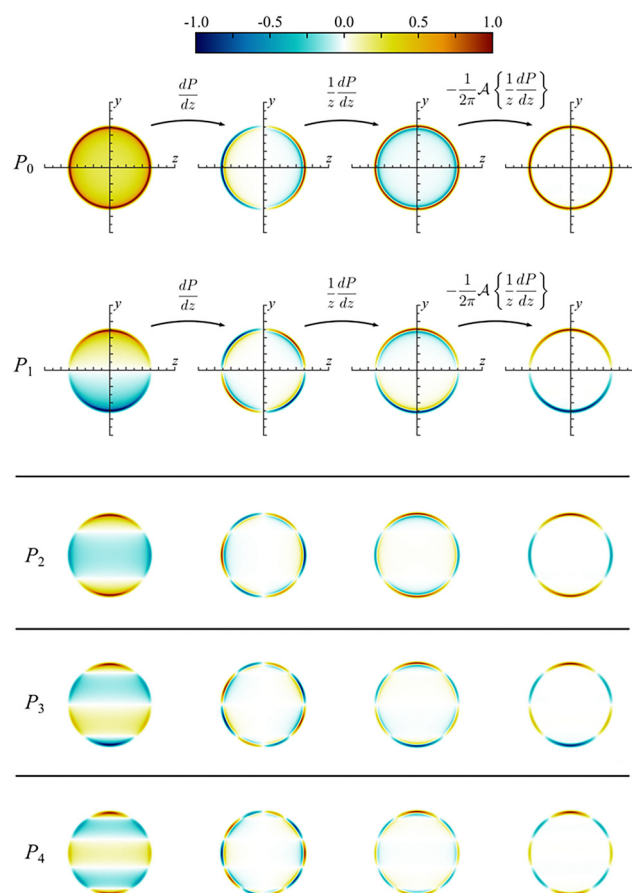 -1.0 -0.5 0.0 0.5 1.0
y y y y
dP/dz 1/z dP/dz -1/2π 𝒜{1/z dP/dz}
P₀ z z z z
y y y y
dP/dz 1/z dP/dz -1/2π 𝒜{1/z dP/dz}
P₁ z z z z
P₂
P₃
P₄